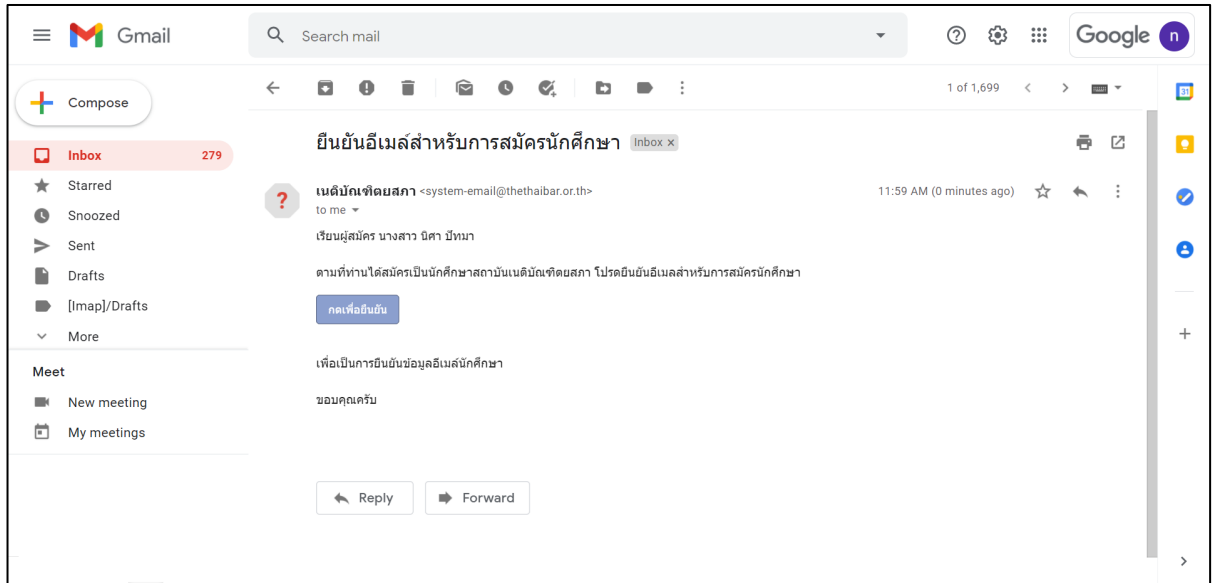 Gmail
Search mail
Google n
Compose
1 of 1,699
31
ยืนยันอีเมล์สำหรับการสมัครนักศึกษา Inbox x
Inbox 279
Starred
เนติบัณฑิตยสภา <system-email@thethaibar.or.th> 11:59 AM (0 minutes ago)
to me
Snoozed
เรียนผู้สมัคร นางสาว นิศา ปัทมา
Sent
ตามที่ท่านได้สมัครเป็นนักศึกษาสถาบันเนติบัณฑิตยสภา โปรดยืนยันอีเมลสำหรับการสมัครนักศึกษา
Drafts
[Imap]/Drafts
กดเพื่อยืนยัน
More
เพื่อเป็นการยืนยันข้อมูลอีเมล์นักศึกษา
Meet
ขอบคุณครับ
New meeting
My meetings
Reply Forward